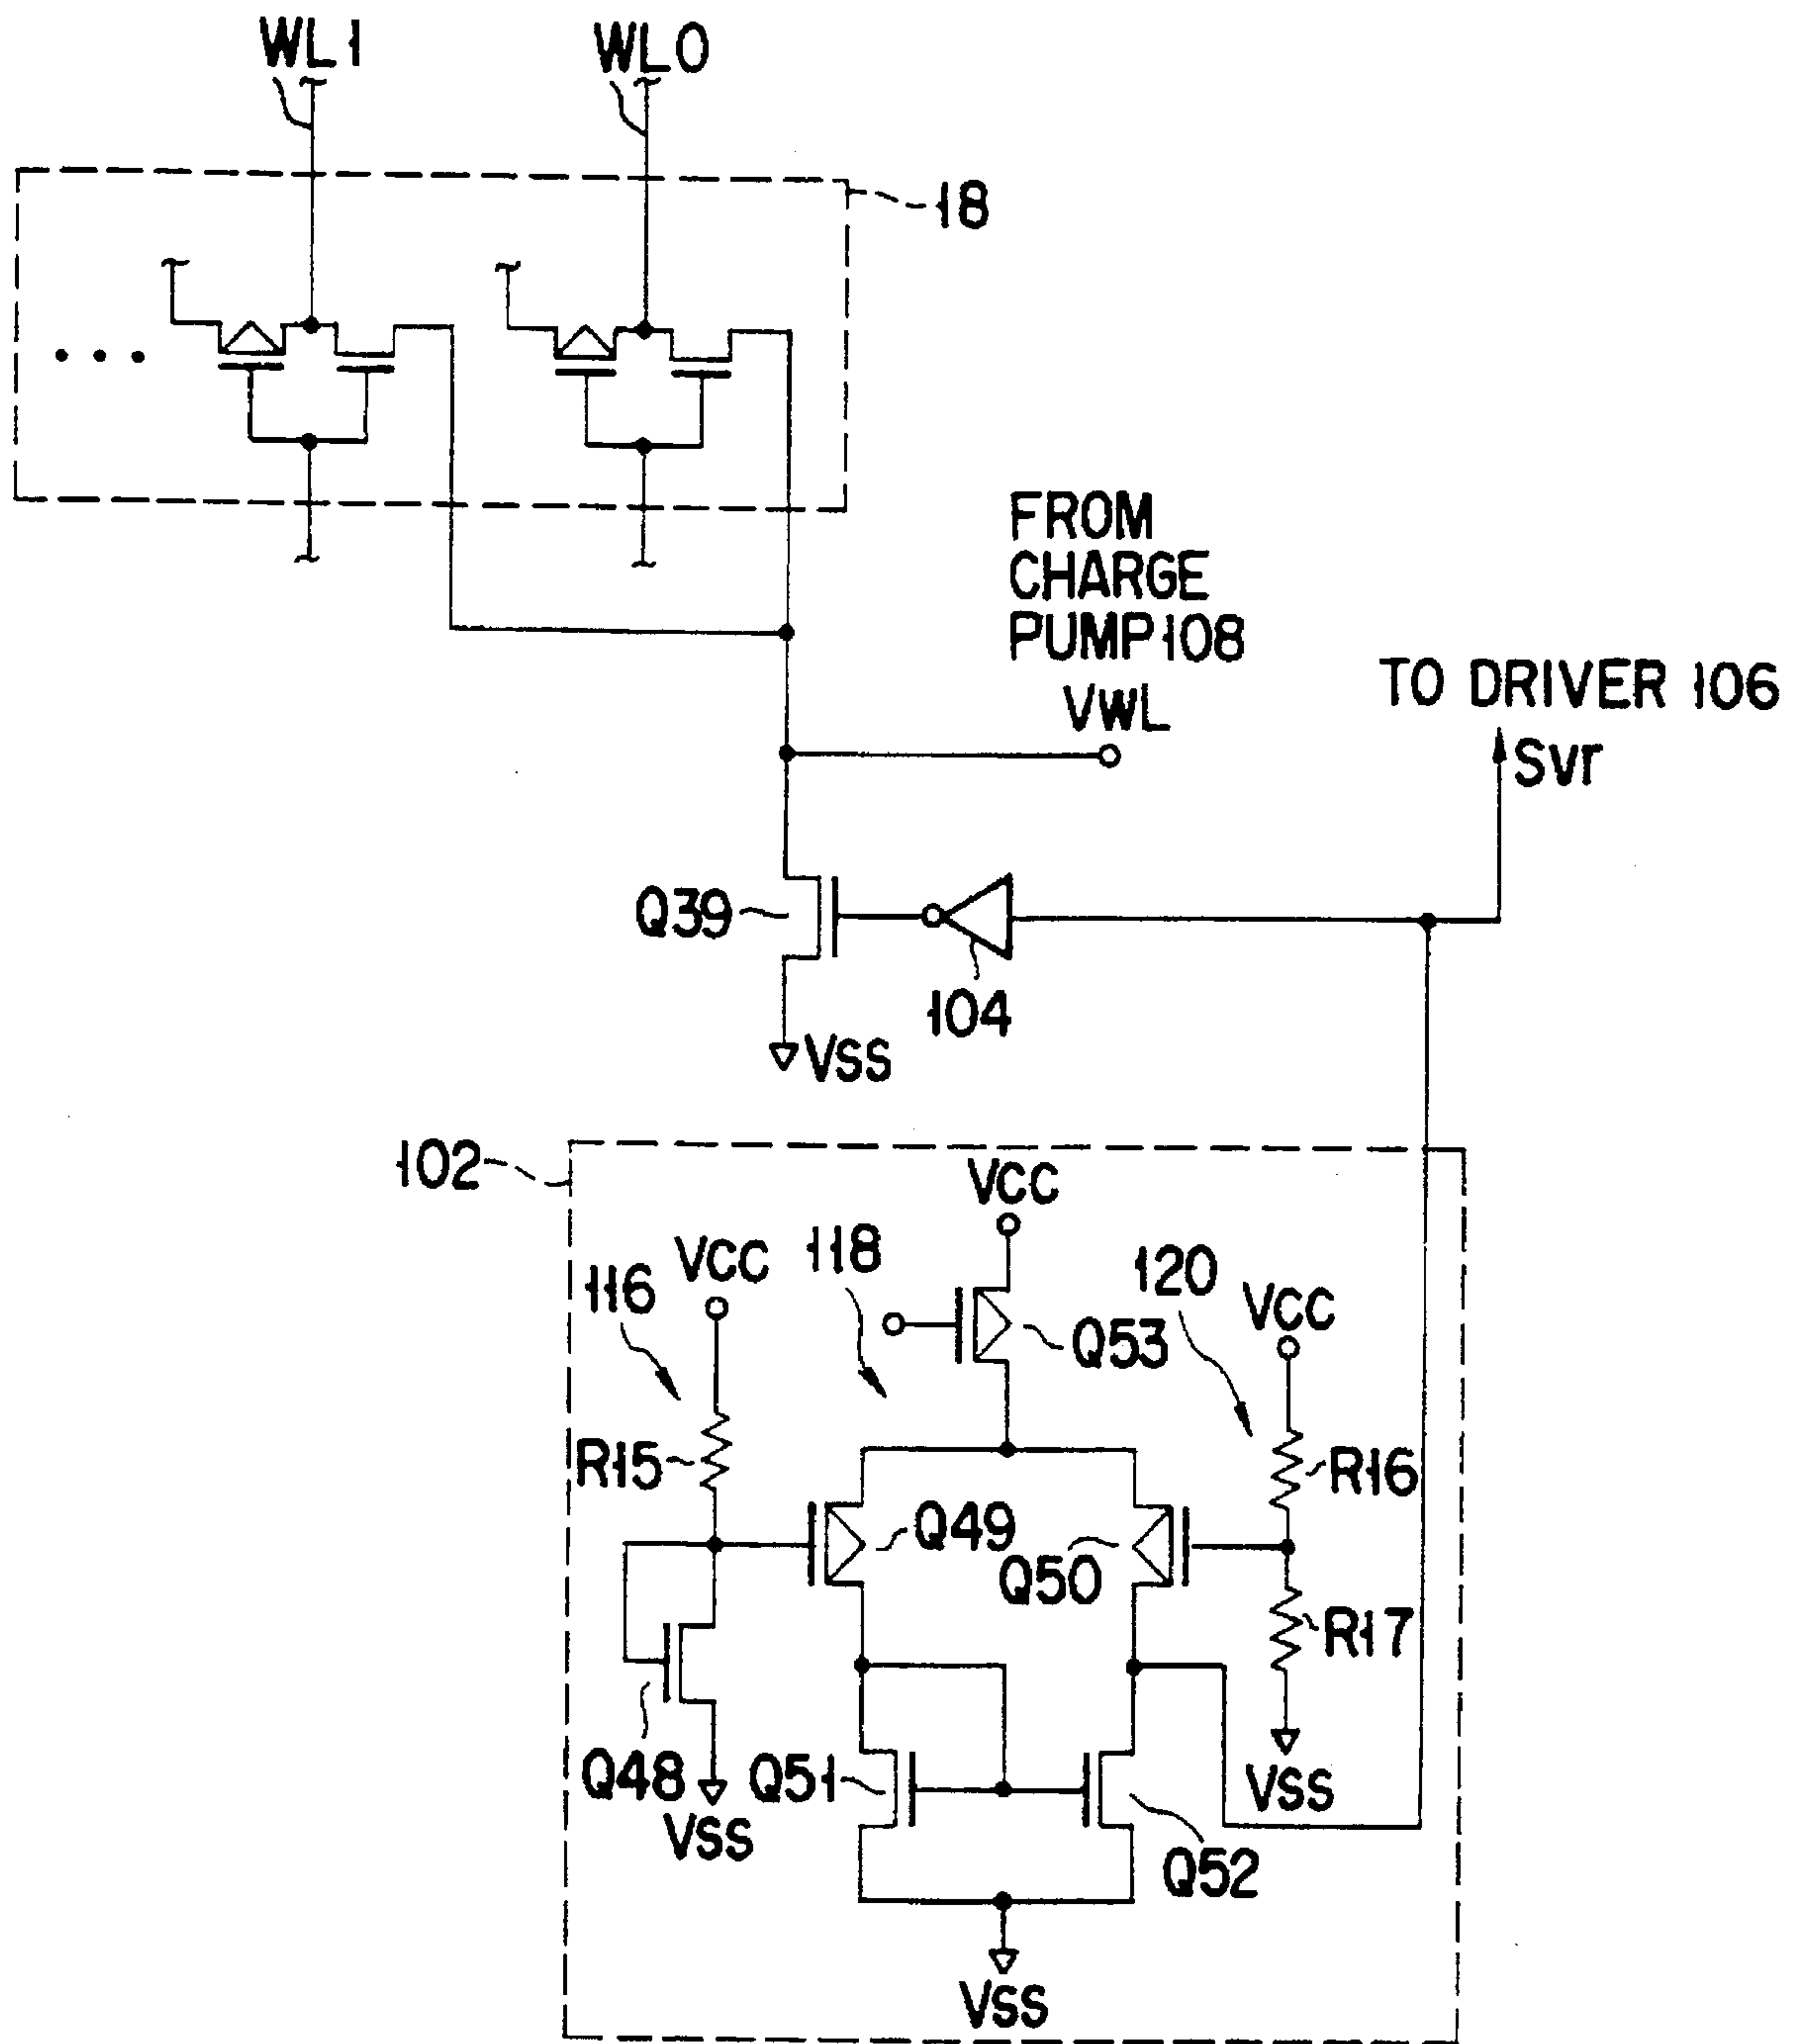 WL1
WL0
18
FROM
CHARGE
PUMP108
VWL
TO DRIVER 106
Svr
Q39
104
VSS
102
VCC
118
VCC
116
120
VCC
Q53
R15
R16
Q49
Q50
R17
Q48
VSS
Q51
VSS
Q52
VSS